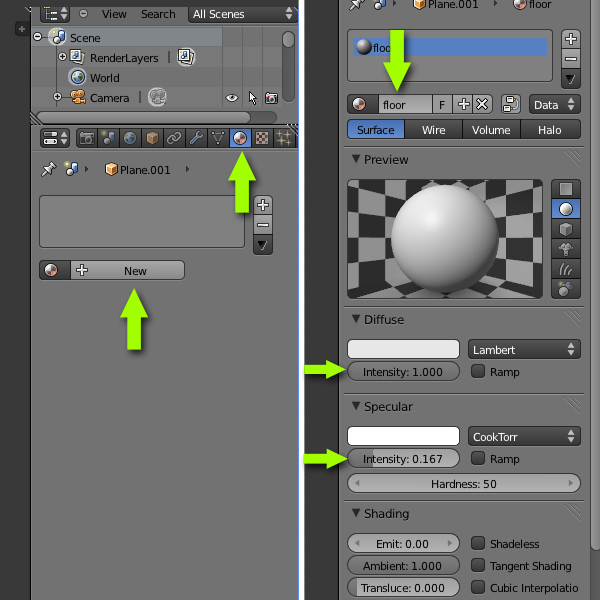 View Search All Scenes
Scene
RenderLayers
World
Camera
Plane.001
New
Plane.001 floor
floor
floor F Data
Surface Wire Volume Halo
Preview
Diffuse
Lambert
Intensity: 1.000 Ramp
Specular
CookTorr
Intensity: 0.167 Ramp
Hardness: 50
Shading
Emit: 0.00 Shadeless
Ambient: 1.000 Tangent Shading
Transluce: 0.000 Cubic Interpolatio